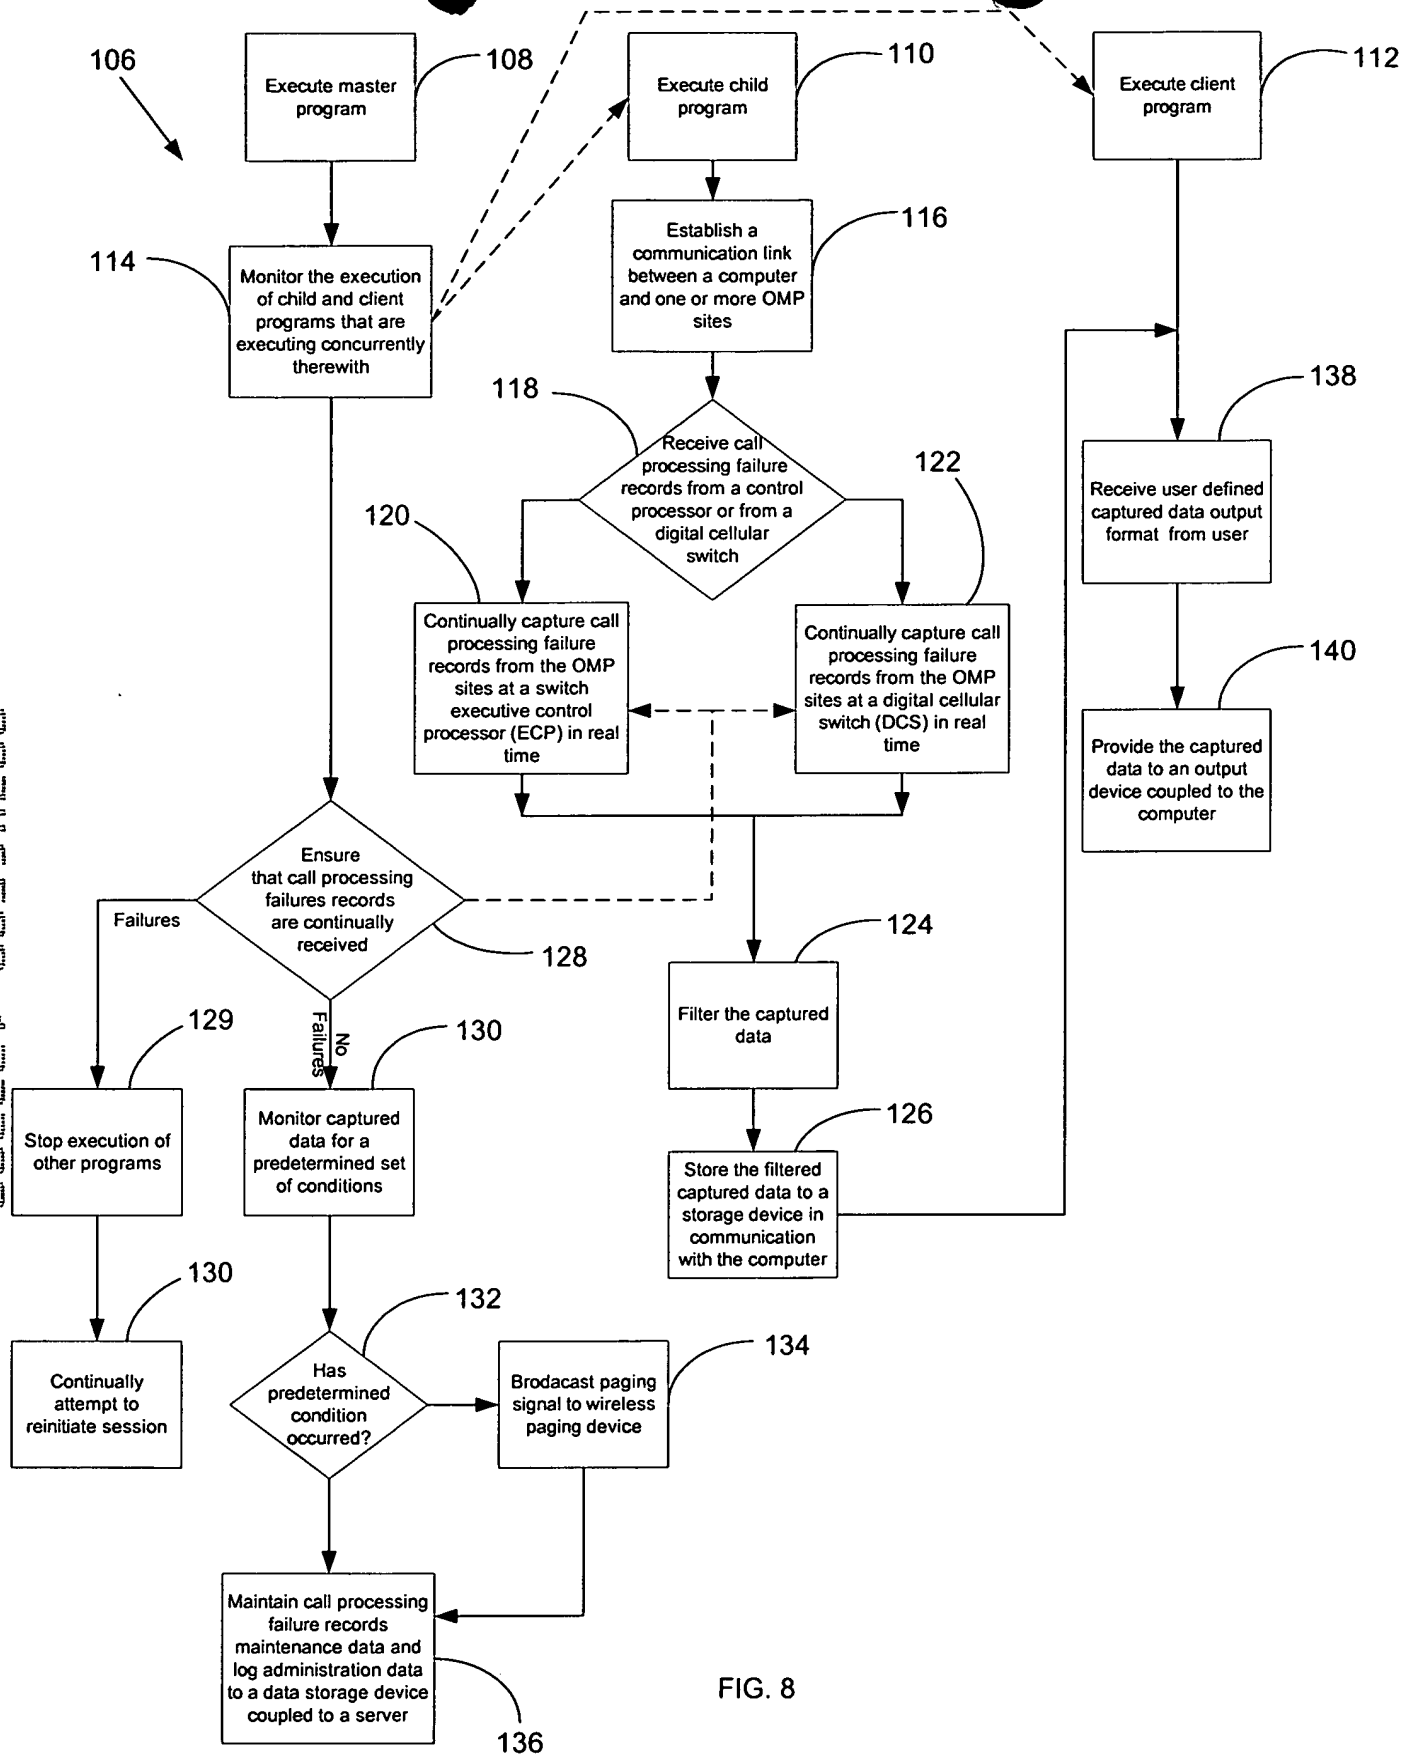 106
108
Execute master
program
110
Execute child
program
112
Execute client
program
114
Monitor the execution
of child and client
programs that are
executing concurrently
therewith
116
Establish a
communication link
between a computer
and one or more OMP
sites
118
Receive call
processing failure
records from a control
processor or from a
digital cellular
switch
120
Continually capture call
processing failure
records from the OMP
sites at a switch
executive control
processor (ECP) in real
time
122
Continually capture call
processing failure
records from the OMP
sites at a digital cellular
switch (DCS) in real
time
138
Receive user defined
captured data output
format from user
140
Provide the captured
data to an output
device coupled to the
computer
Ensure
that call processing
failures records
are continually
received
128
Failures
No
Failures
124
Filter the captured
data
126
Store the filtered
captured data to a
storage device in
communication
with the computer
129
Stop execution of
other programs
130
Monitor captured
data for a
predetermined set
of conditions
130
Continually
attempt to
reinitiate session
132
Has
predetermined
condition
occurred?
134
Brodacast paging
signal to wireless
paging device
Maintain call processing
failure records
maintenance data and
log administration data
to a data storage device
coupled to a server
136
FIG. 8